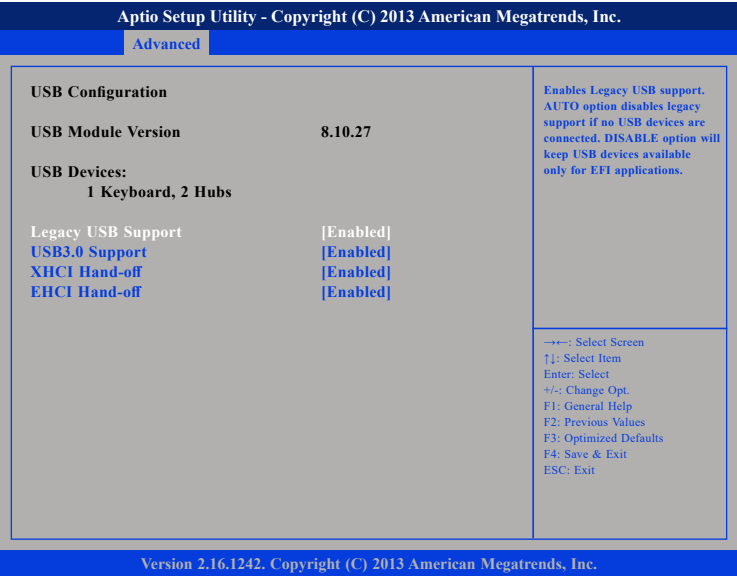 Aptio Setup Utility - Copyright (C) 2013 American Megatrends, Inc.
Advanced
USB Configuration
USB Module Version 8.10.27
USB Devices:
1 Keyboard, 2 Hubs
Legacy USB Support [Enabled]
USB3.0 Support [Enabled]
XHCI Hand-off [Enabled]
EHCI Hand-off [Enabled]
Enables Legacy USB support.
AUTO option disables legacy
support if no USB devices are
connected. DISABLE option will
keep USB devices available
only for EFI applications.
→←: Select Screen
↑↓: Select Item
Enter: Select
+/-: Change Opt.
F1: General Help
F2: Previous Values
F3: Optimized Defaults
F4: Save & Exit
ESC: Exit
Version 2.16.1242. Copyright (C) 2013 American Megatrends, Inc.